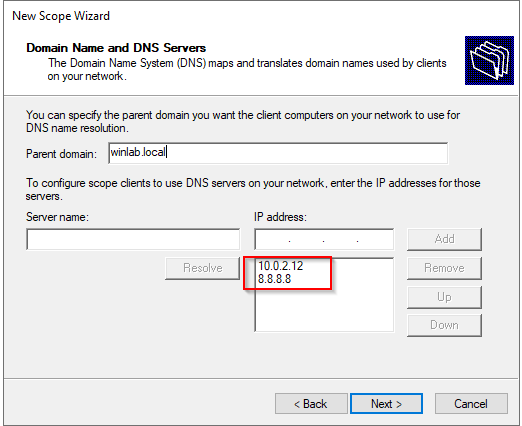 New Scope Wizard
Domain Name and DNS Servers
The Domain Name System (DNS) maps and translates domain names used by clients
on your network.
You can specify the parent domain you want the client computers on your network to use for
DNS name resolution.
Parent domain: winlab.local
To configure scope clients to use DNS servers on your network, enter the IP addresses for those
servers.
Server name: IP address:
. . . Add
Resolve 10.0.2.12 Remove
8.8.8.8
Up
Down
< Back Next > Cancel